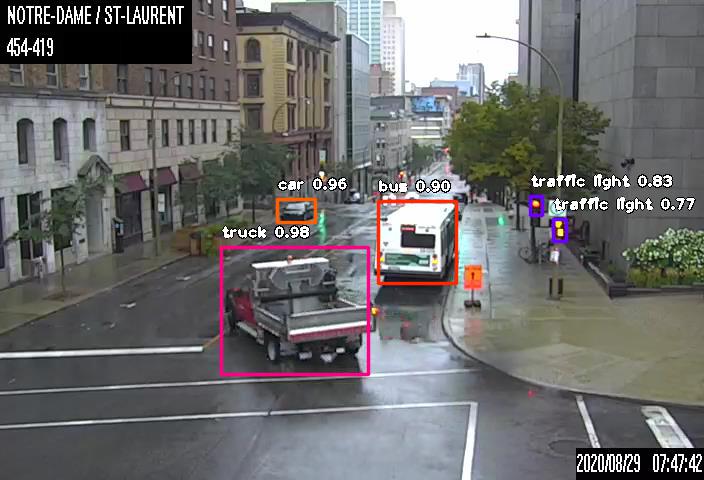 NOTRE-DAME / ST-LAURENT
454-419
car 0.96
bus 0.90
traffic light 0.83
traffic light 0.77
truck 0.98
2020/08/29 07:47:42